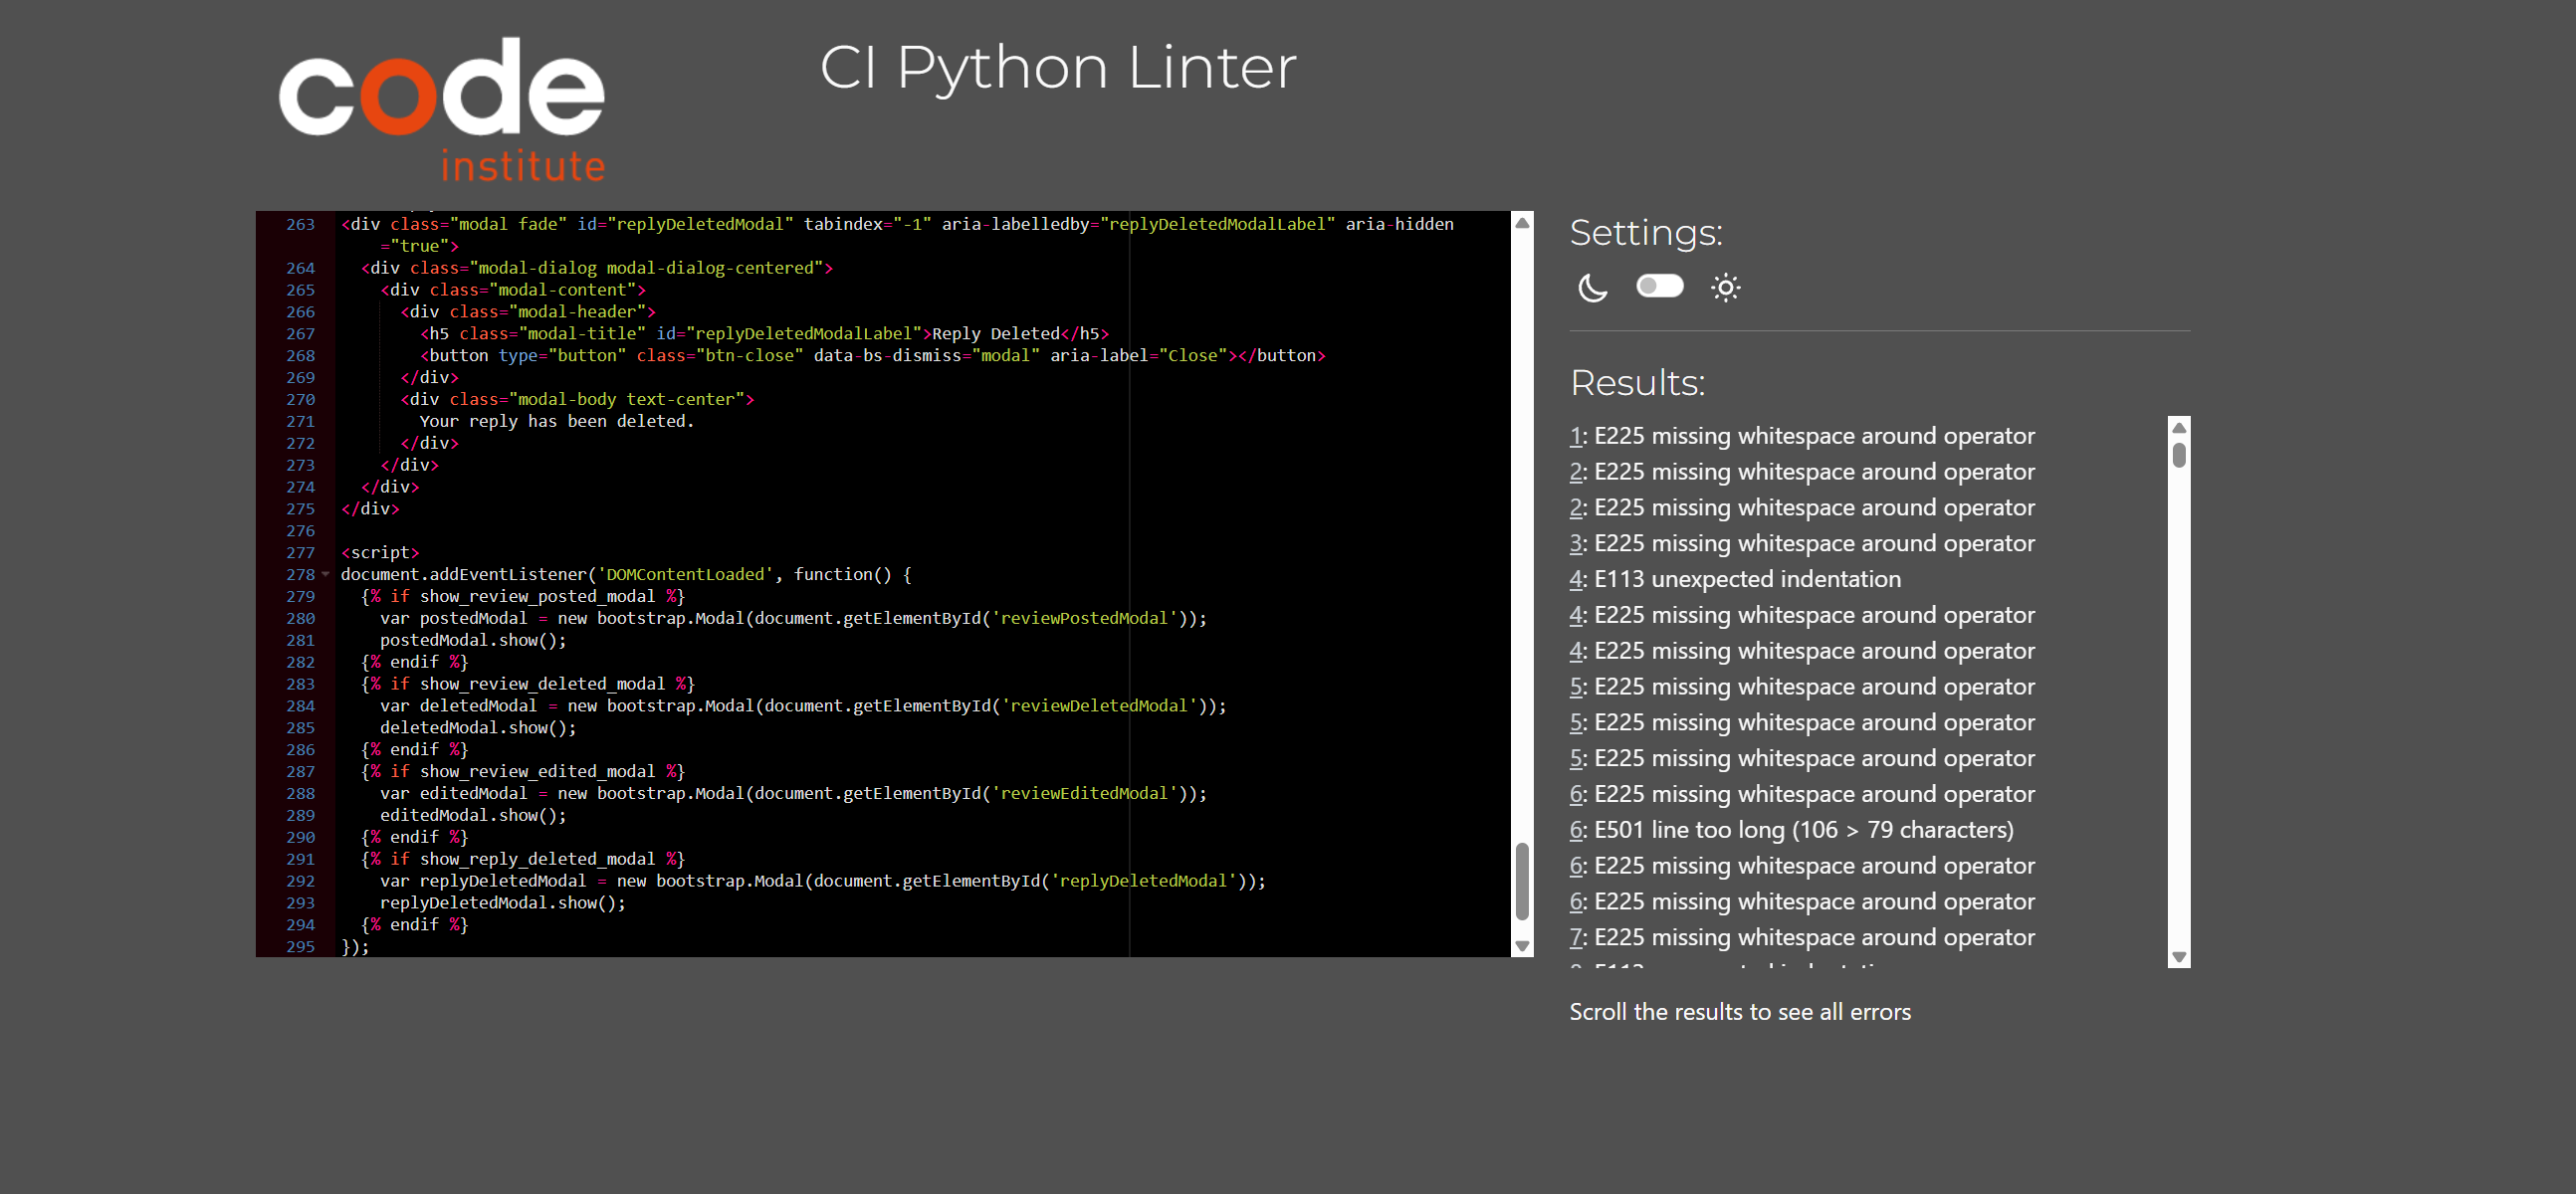 code
institute
CI Python Linter
263 <div class="modal fade" id="replyDeletedModal" tabindex="-1" aria-labelledby="replyDeletedModalLabel" aria-hidden
="true">
264 <div class="modal-dialog modal-dialog-centered">
265 <div class="modal-content">
266 <div class="modal-header">
267 <h5 class="modal-title" id="replyDeletedModalLabel">Reply Deleted</h5>
268 <button type="button" class="btn-close" data-bs-dismiss="modal" aria-label="Close"></button>
269 </div>
270 <div class="modal-body text-center">
271 Your reply has been deleted.
272 </div>
273 </div>
274 </div>
275 </div>
276
277 <script>
278 document.addEventListener('DOMContentLoaded', function() {
279 {% if show_review_posted_modal %}
280 var postedModal = new bootstrap.Modal(document.getElementById('reviewPostedModal'));
281 postedModal.show();
282 {% endif %}
283 {% if show_review_deleted_modal %}
284 var deletedModal = new bootstrap.Modal(document.getElementById('reviewDeletedModal'));
285 deletedModal.show();
286 {% endif %}
287 {% if show_review_edited_modal %}
288 var editedModal = new bootstrap.Modal(document.getElementById('reviewEditedModal'));
289 editedModal.show();
290 {% endif %}
291 {% if show_reply_deleted_modal %}
292 var replyDeletedModal = new bootstrap.Modal(document.getElementById('replyDeletedModal'));
293 replyDeletedModal.show();
294 {% endif %}
295 });
Settings:
Results:
1: E225 missing whitespace around operator
2: E225 missing whitespace around operator
2: E225 missing whitespace around operator
3: E225 missing whitespace around operator
4: E113 unexpected indentation
4: E225 missing whitespace around operator
4: E225 missing whitespace around operator
5: E225 missing whitespace around operator
5: E225 missing whitespace around operator
5: E225 missing whitespace around operator
6: E225 missing whitespace around operator
6: E501 line too long (106 > 79 characters)
6: E225 missing whitespace around operator
6: E225 missing whitespace around operator
7: E225 missing whitespace around operator
Scroll the results to see all errors